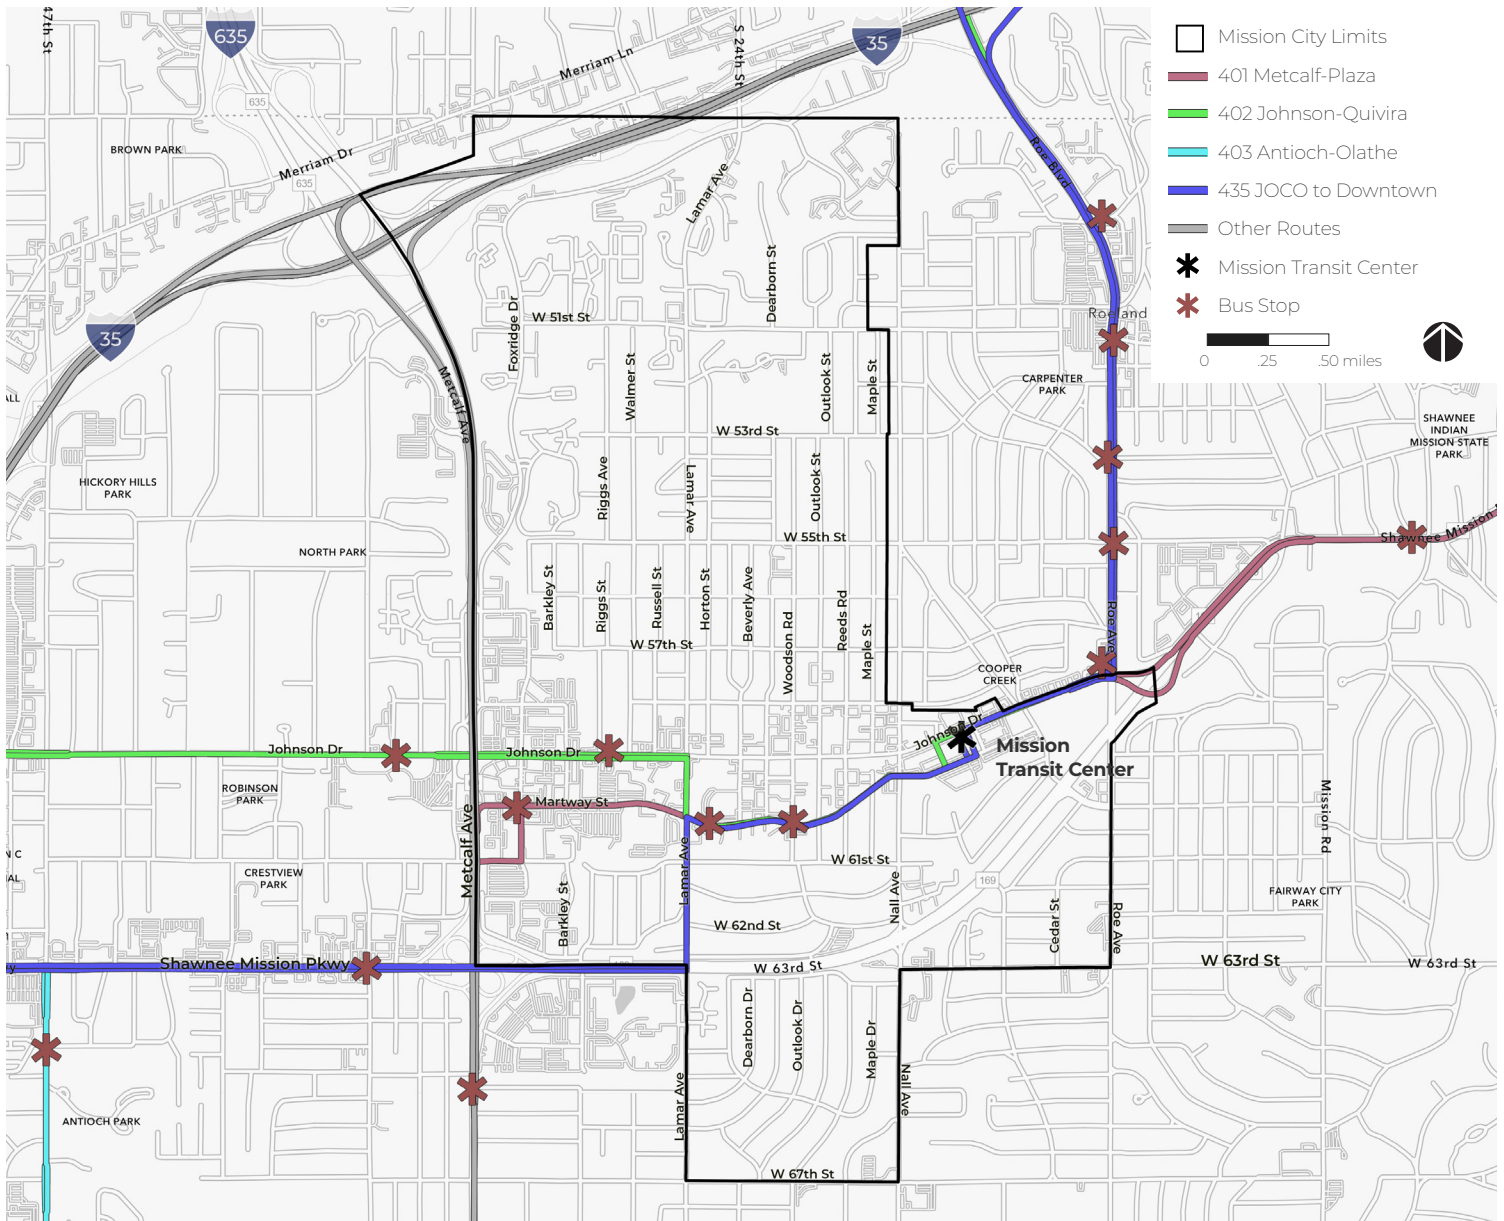 47th St
635
Merriam Ln
S 24th St
35
635
BROWN PARK
Merriam Dr
635
Lamar Ave
Roe Blvd
Dearborn St
Foxridge Dr
W 51st St
35
Metcalf Ave
Walmer St
Outlook St
Maple St
Roeland
CARPENTER
PARK
W 53rd St
SHAWNEE
INDIAN
MISSION STATE
PARK
HICKORY HILLS
PARK
Riggs Ave
Lamar Ave
Outlook St
W 55th St
Shawnee Mission
NORTH PARK
Barkley St
Riggs St
Russell St
Horton St
Beverly Ave
Woodson Rd
Reeds Rd
Maple St
Roe Ave
W 57th St
COOPER
CREEK
Johnson Dr
Johnson Dr
Johnson Dr
Mission
Transit Center
ROBINSON
PARK
Martway St
Metcalf Ave
Mission Rd
Lamar Ave
W 61st St
CRESTVIEW
PARK
169
Barkley St
Nall Ave
Cedar St
Roe Ave
FAIRWAY CITY
PARK
W 62nd St
Shawnee Mission Pkwy
W 63rd St
W 63rd St
W 63rd St
Dearborn Dr
Outlook Dr
Maple Dr
Lamar Ave
Nall Ave
ANTIOCH PARK
W 67th St
Mission City Limits
401 Metcalf-Plaza
402 Johnson-Quivira
403 Antioch-Olathe
435 JOCO to Downtown
Other Routes
Mission Transit Center
Bus Stop
0 .25 .50 miles